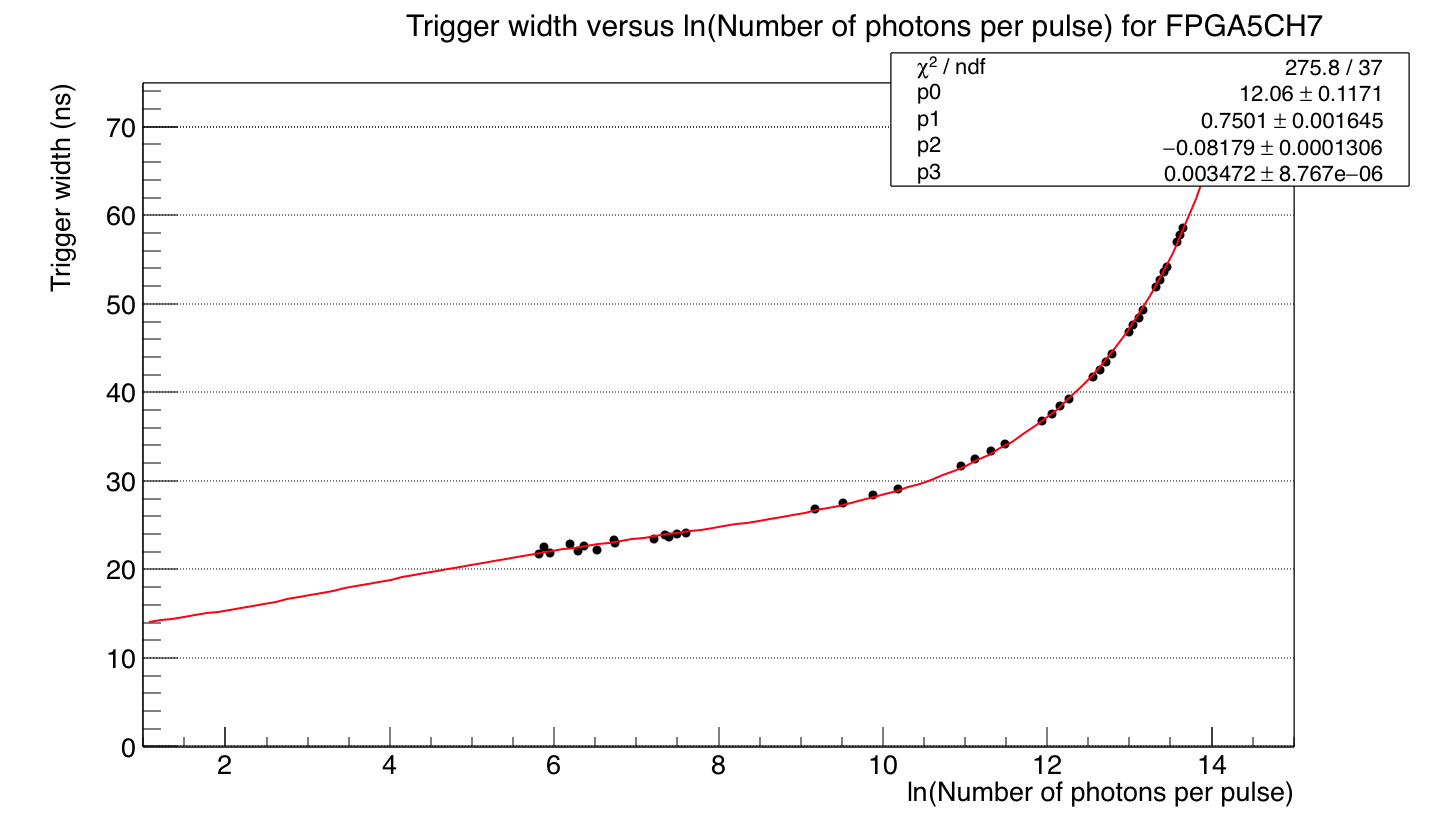 Trigger width versus ln(Number of photons per pulse) for FPGA5CH7
χ² / ndf 275.8 / 37
p0 12.06 ± 0.1171
p1 0.7501 ± 0.001645
p2 −0.08179 ± 0.0001306
p3 0.003472 ± 8.767e−06
Trigger width (ns)
70
60
50
40
30
20
10
0
2 4 6 8 10 12 14
ln(Number of photons per pulse)